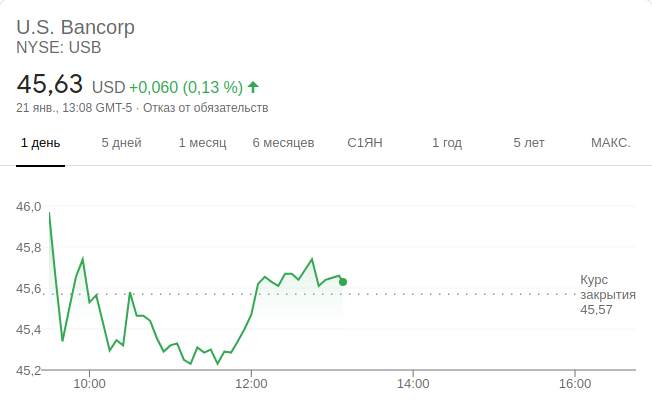 U.S. Bancorp
NYSE: USB
45,63 USD +0,060 (0,13 %)
21 янв., 13:08 GMT-5 · Отказ от обязательств
1 день 5 дней 1 месяц 6 месяцев С1ЯН 1 год 5 лет МАКС.
46,0
45,8
45,6
45,4
45,2
Курс
закрытия
45,57
10:00 12:00 14:00 16:00